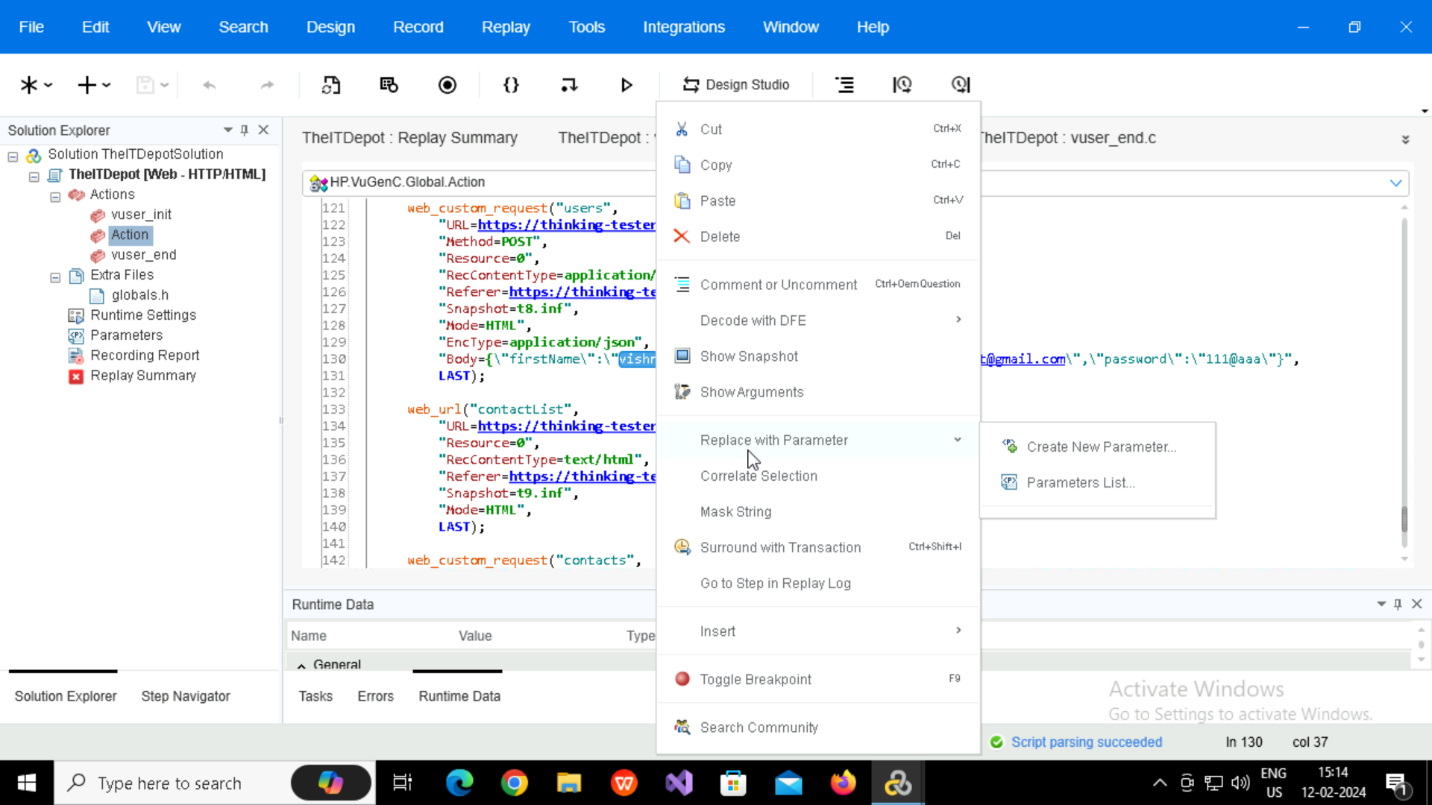 File Edit View Search Design Record Replay Tools Integrations Window Help
Design Studio
Solution Explorer
Solution TheITDepotSolution
TheITDepot [Web - HTTP/HTML]
Actions
vuser_init
Action
vuser_end
Extra Files
globals.h
Runtime Settings
Parameters
Recording Report
Replay Summary
Solution Explorer Step Navigator
TheITDepot : Replay Summary TheITDepot : TheITDepot : vuser_end.c
HP.VuGenC.Global.Action
121 web_custom_request("users",
122 "URL=https://thinking-tester
123 "Method=POST",
124 "Resource=0",
125 "RecContentType=application/
126 "Referer=https://thinking-te
127 "Snapshot=t8.inf",
128 "Mode=HTML",
129 "EncType=application/json",
130 "Body={\"firstName\":\" t@gmail.com\",\"password\":\"111@aaa\"}",
131 LAST);
132
133 web_url("contactList",
134 "URL=https://thinking-tester
135 "Resource=0",
136 "RecContentType=text/html",
137 "Referer=https://thinking-te
138 "Snapshot=t9.inf",
139 "Mode=HTML",
140 LAST);
141
142 web_custom_request("contacts",
Cut Ctrl+X
Copy Ctrl+C
Paste Ctrl+V
Delete Del
Comment or Uncomment Ctrl+OemQuestion
Decode with DFE
Show Snapshot
Show Arguments
Replace with Parameter
Correlate Selection
Mask String
Surround with Transaction Ctrl+Shift+I
Go to Step in Replay Log
Insert
Toggle Breakpoint F9
Search Community
Create New Parameter...
Parameters List...
Runtime Data
Name Value Type
General
Tasks Errors Runtime Data
Activate Windows
Go to Settings to activate Windows.
Script parsing succeeded ln 130 col 37
Type here to search
ENG
US
15:14
12-02-2024
1